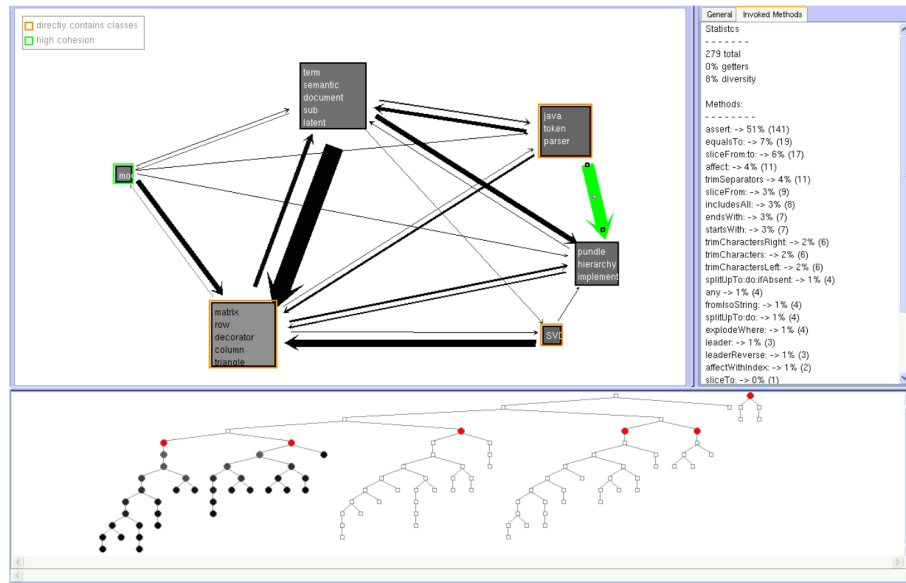 directly contains classes
high cohesion
term
semantic
document
sub
latent
java
token
parser
pundle
hierarchy
implement
matrix
row
decorator
column
triangle
General Invoked Methods
Statistcs
- - - - - - -
279 total
0% getters
8% diversity
Methods:
- - - - - - - -
assert: -> 51% (141)
equalsTo: -> 7% (19)
sliceFrom:to: -> 6% (17)
affect: -> 4% (11)
trimSeparators -> 4% (11)
sliceFrom: -> 3% (9)
includesAll: -> 3% (8)
endsWith: -> 3% (7)
startsWith: -> 3% (7)
trimCharactersRight: -> 2% (6)
trimCharacters: -> 2% (6)
trimCharactersLeft: -> 2% (6)
splitUpTo:do:ifAbsent: -> 1% (4)
any -> 1% (4)
fromIsoString: -> 1% (4)
splitUpTo:do: -> 1% (4)
explodeWhere: -> 1% (4)
leader: -> 1% (3)
leaderReverse: -> 1% (3)
affectWithIndex: -> 1% (2)
sliceTo: -> 0% (1)